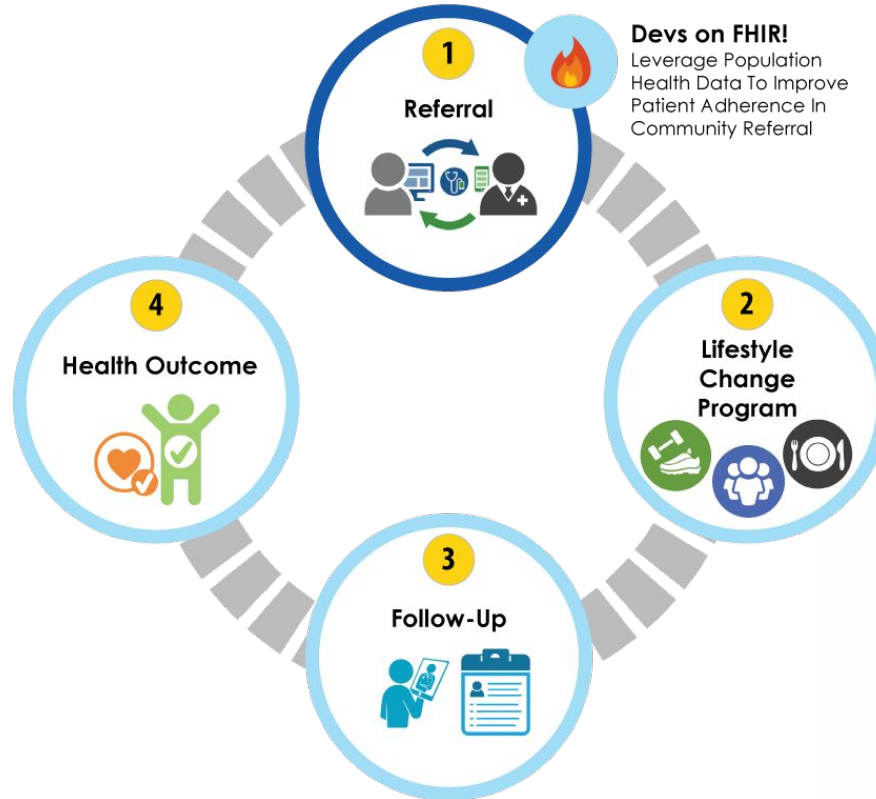 1
Referral
Devs on FHIR!
Leverage Population
Health Data To Improve
Patient Adherence In
Community Referral
2
Lifestyle
Change
Program
3
Follow-Up
4
Health Outcome